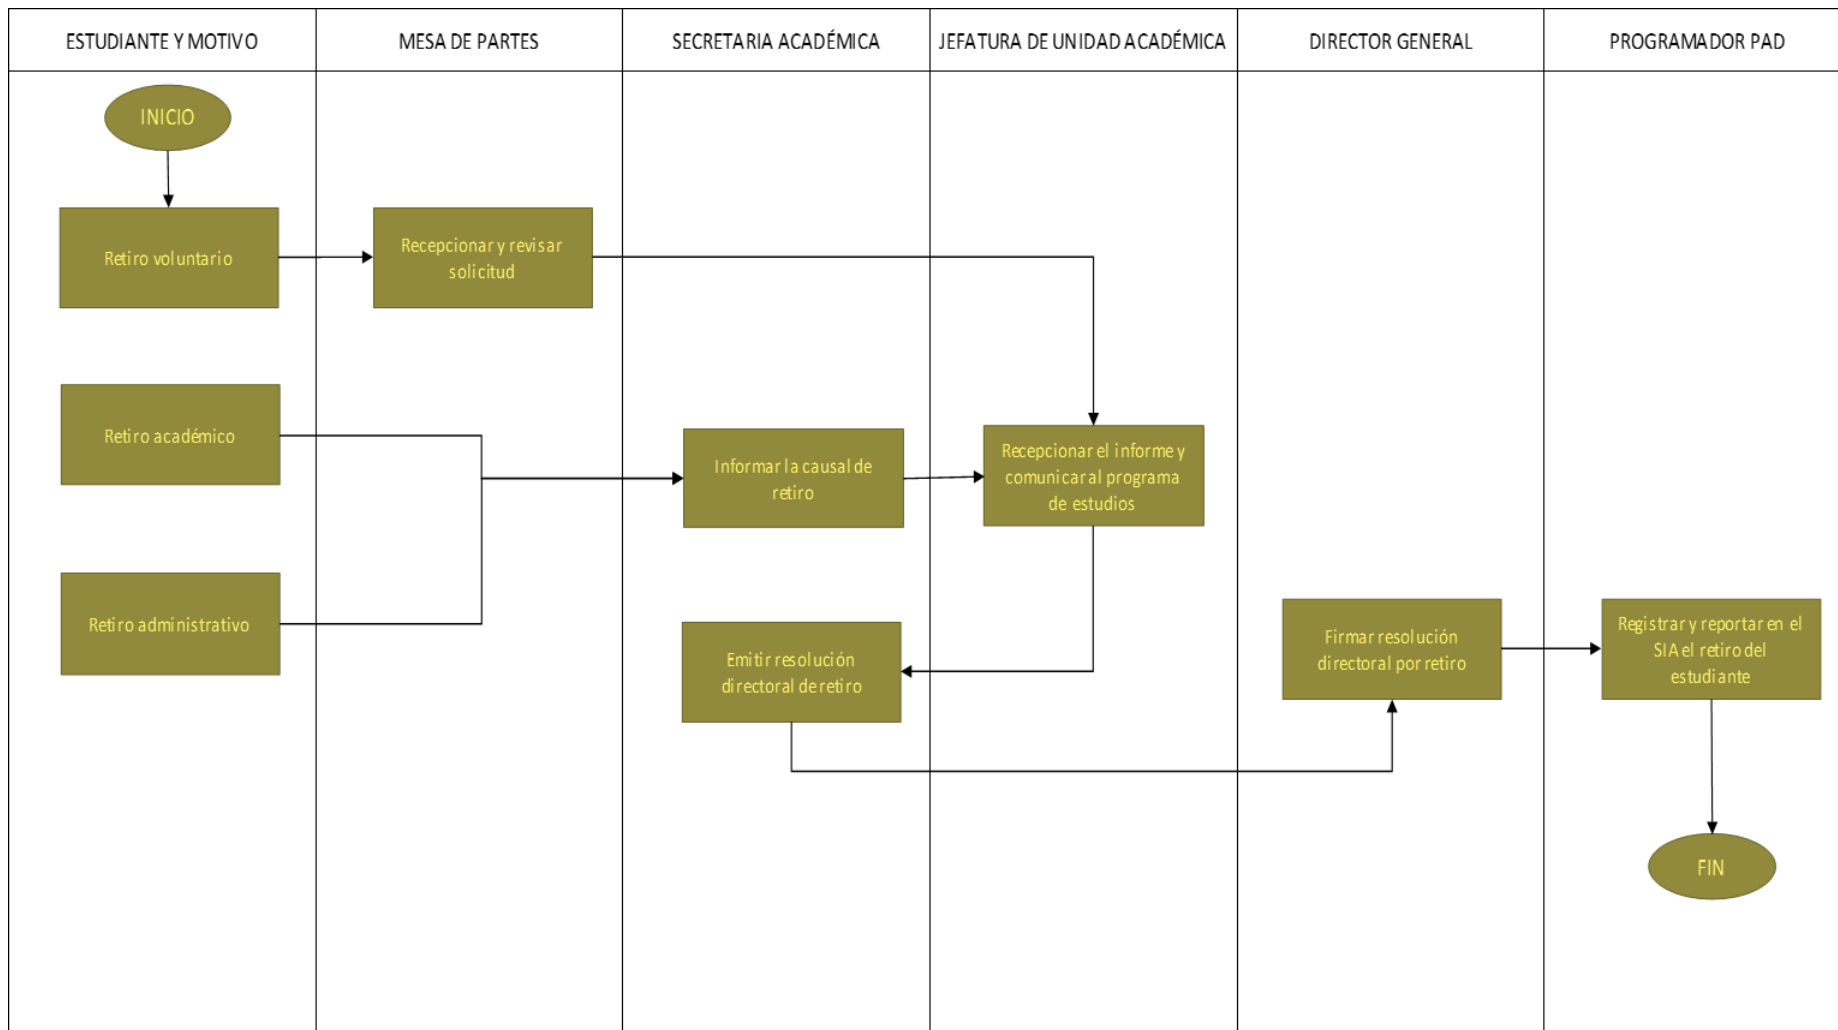 ESTUDIANTE Y MOTIVO
MESA DE PARTES
SECRETARIA ACADÉMICA
JEFATURA DE UNIDAD ACADÉMICA
DIRECTOR GENERAL
PROGRAMADOR PAD
INICIO
Retiro voluntario
Recepcionar y revisar
solicitud
Retiro académico
Informar la causal de
retiro
Recepcionar el informe y
comunicar al programa
de estudios
Retiro administrativo
Emitir resolución
directoral de retiro
Firmar resolución
directoral por retiro
Registrar y reportar en el
SIA el retiro del
estudiante
FIN